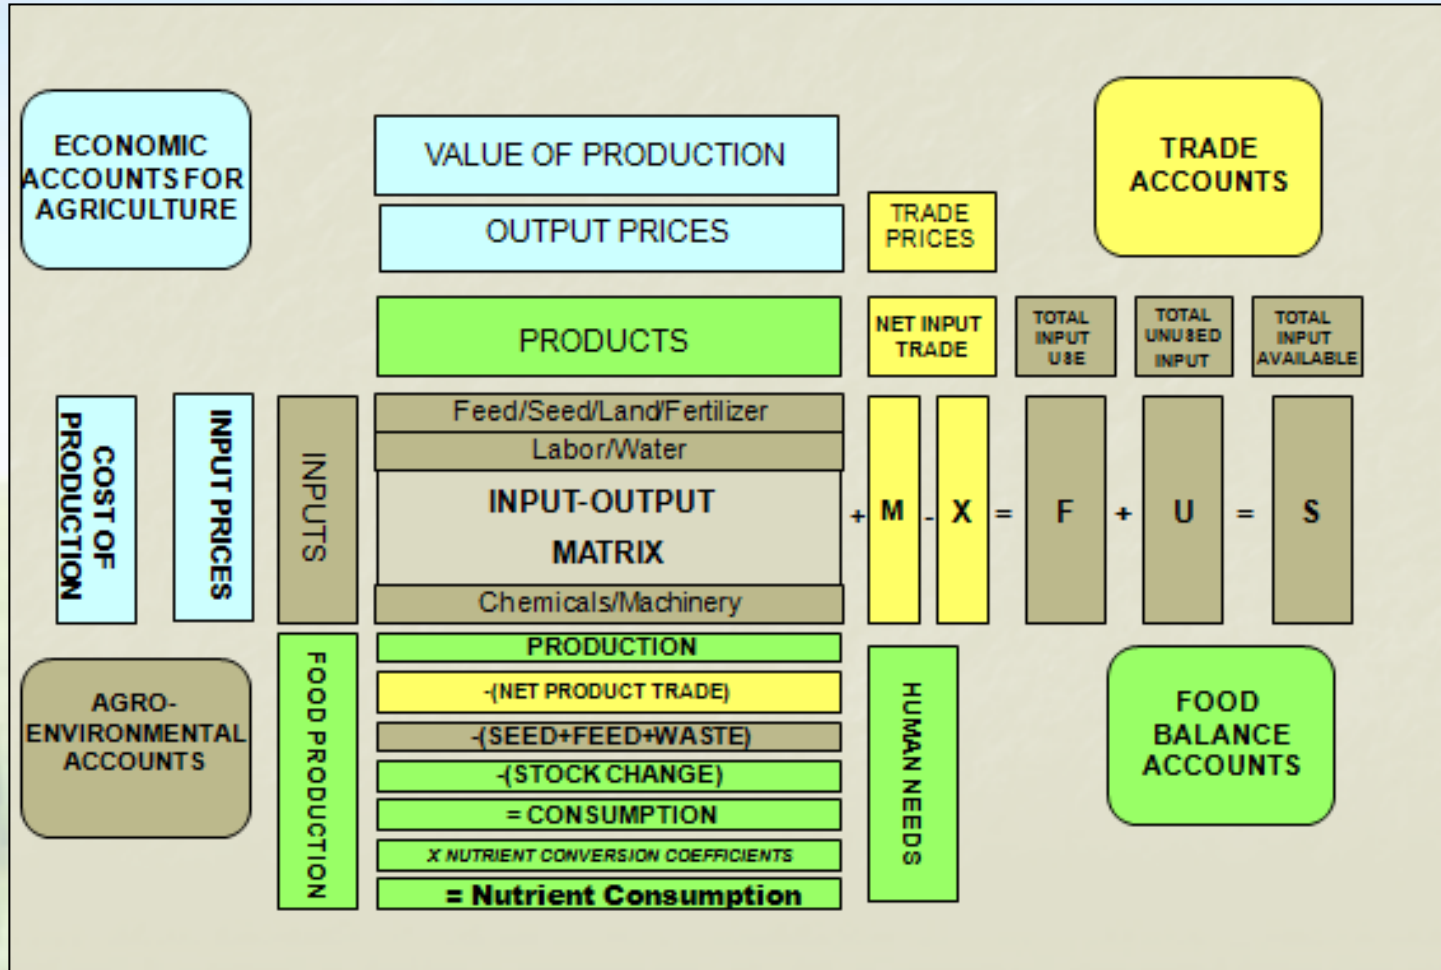 ECONOMIC
ACCOUNTS FOR
AGRICULTURE
VALUE OF PRODUCTION
OUTPUT PRICES
TRADE
PRICES
TRADE
ACCOUNTS
PRODUCTS
NET INPUT
TRADE
TOTAL
INPUT
USE
TOTAL
UNUSED
INPUT
TOTAL
INPUT
AVAILABLE
COST OF
PRODUCTION
INPUT PRICES
INPUTS
Feed/Seed/Land/Fertilizer
Labor/Water
INPUT-OUTPUT
MATRIX
Chemicals/Machinery
+ M - X = F + U = S
AGRO-
ENVIRONMENTAL
ACCOUNTS
FOOD PRODUCTION
PRODUCTION
-(NET PRODUCT TRADE)
-(SEED+FEED+WASTE)
-(STOCK CHANGE)
= CONSUMPTION
X NUTRIENT CONVERSION COEFFICIENTS
= Nutrient Consumption
HUMAN NEEDS
FOOD
BALANCE
ACCOUNTS